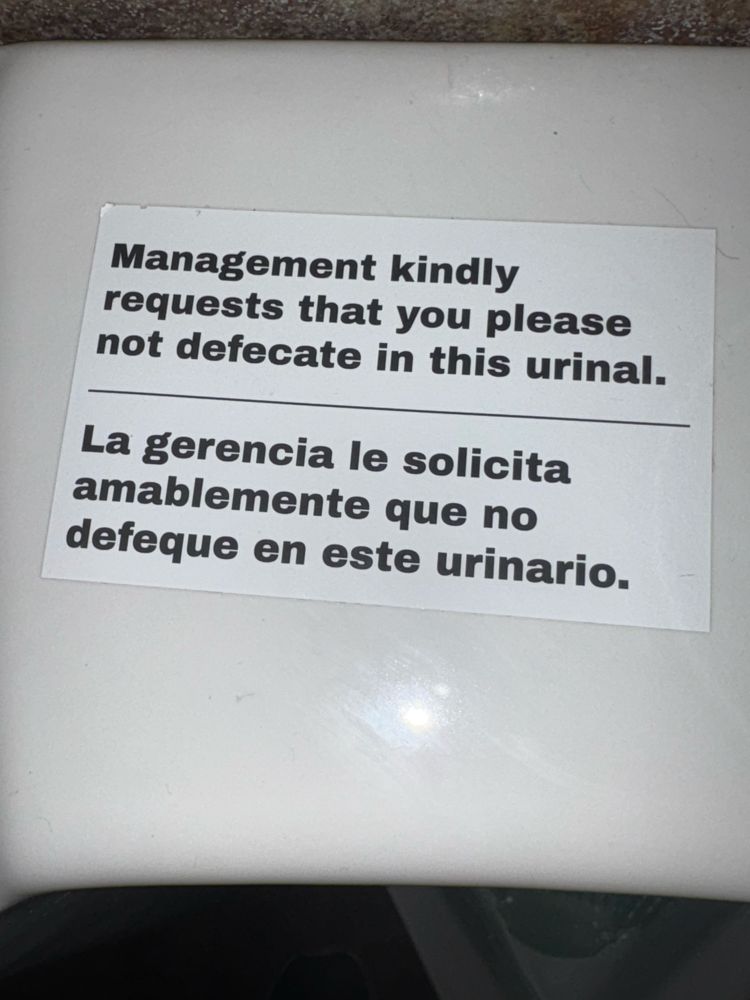 Management kindly
requests that you please
not defecate in this urinal.
La gerencia le solicita
amablemente que no
defeque en este urinario.